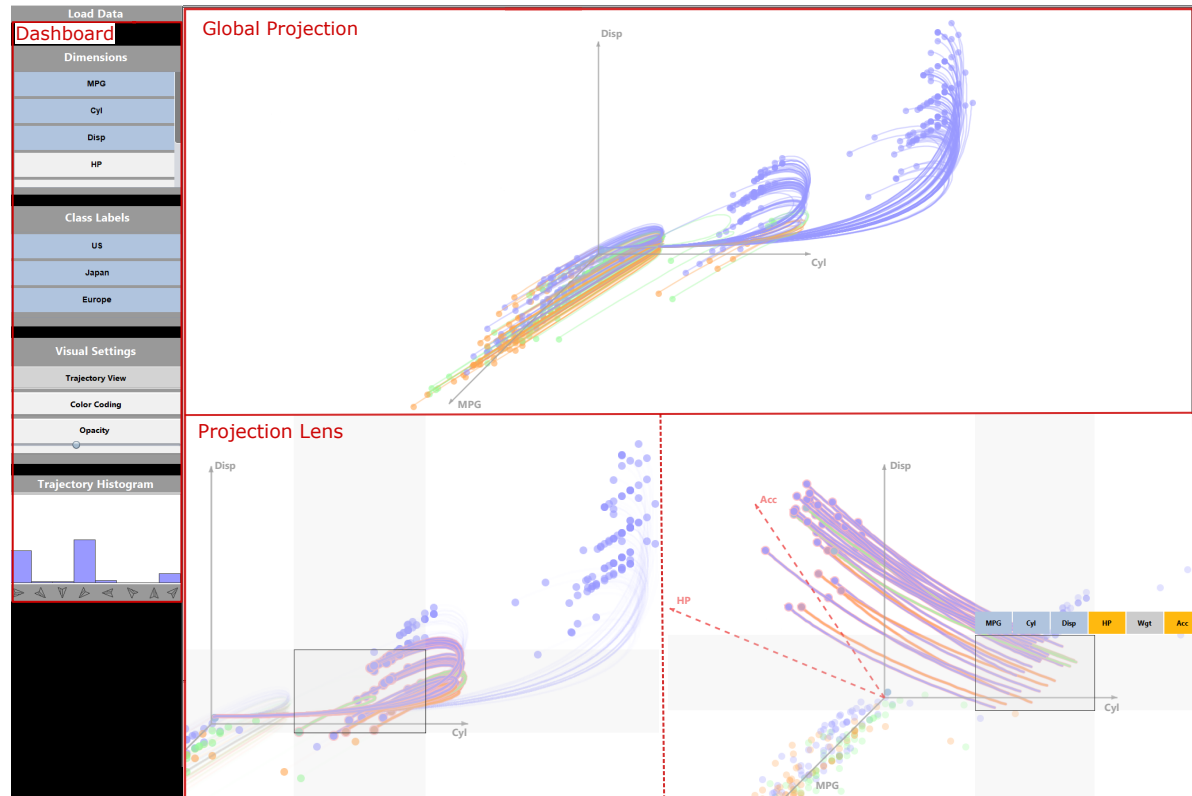 Load Data
Dashboard
Dimensions
MPG
Cyl
Disp
HP
Class Labels
US
Japan
Europe
Visual Settings
Trajectory View
Color Coding
Opacity
Trajectory Histogram
Global Projection
Disp
Cyl
MPG
Projection Lens
Disp
Cyl
Disp
Acc
HP
MPG Cyl Disp HP Wgt Acc
Cyl
MPG